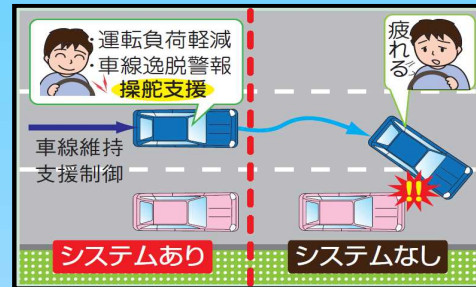 ・運転負荷軽減
・車線逸脱警報
操舵支援
疲れる
車線維持
支援制御
!!
システムあり
システムなし